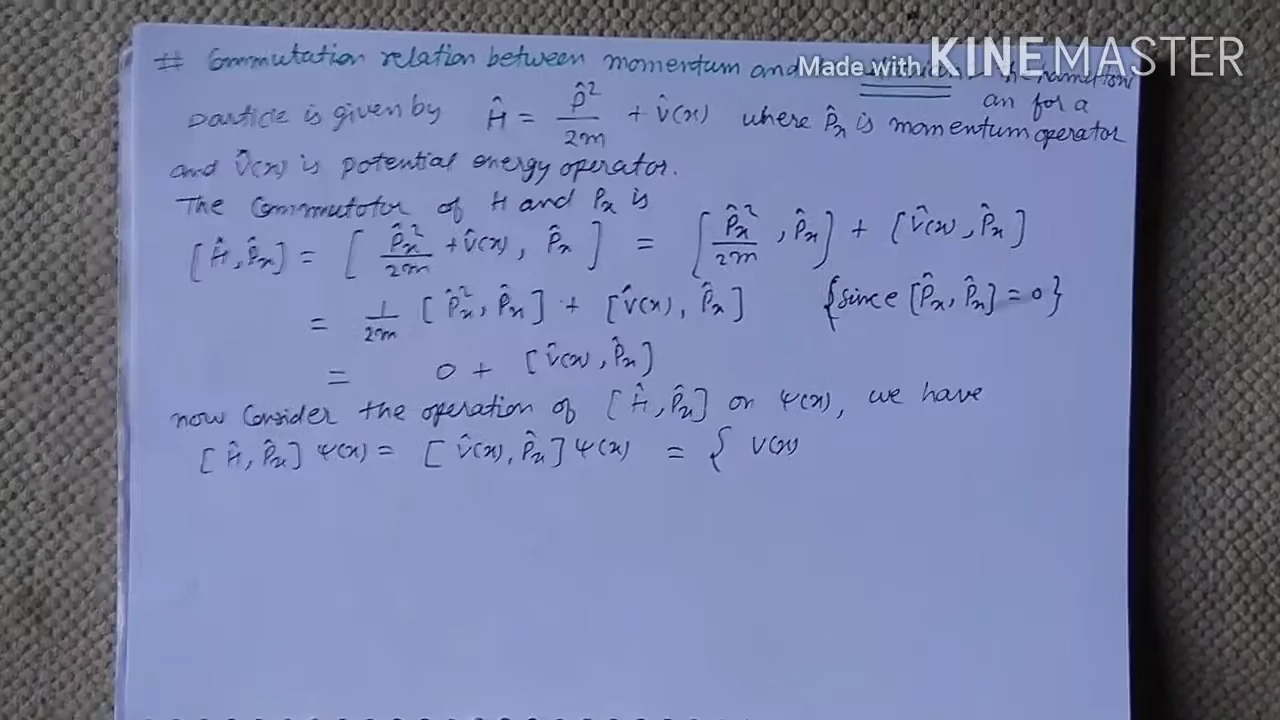 # Commutation relation between momentum and Made With KINEMASTER
an for a
particle is given by Ĥ = P̂²/2m + V̂(x) where P̂x is momentum operator
and V̂(x) is potential energy operator.
The Commutator of H and Px is
[Ĥ, P̂x] = [P̂x²/2m + V̂(x), P̂x] = [P̂x²/2m, P̂x] + [V̂(x), P̂x]
= 1/2m [P̂x², P̂x] + [V̂(x), P̂x] {since [P̂x, P̂x] = 0}
= 0 + [V̂(x), P̂x]
now Consider the operation of [Ĥ, P̂x] on Ψ(x), we have
[Ĥ, P̂x] Ψ(x) = [V̂(x), P̂x] Ψ(x) = { V(x)